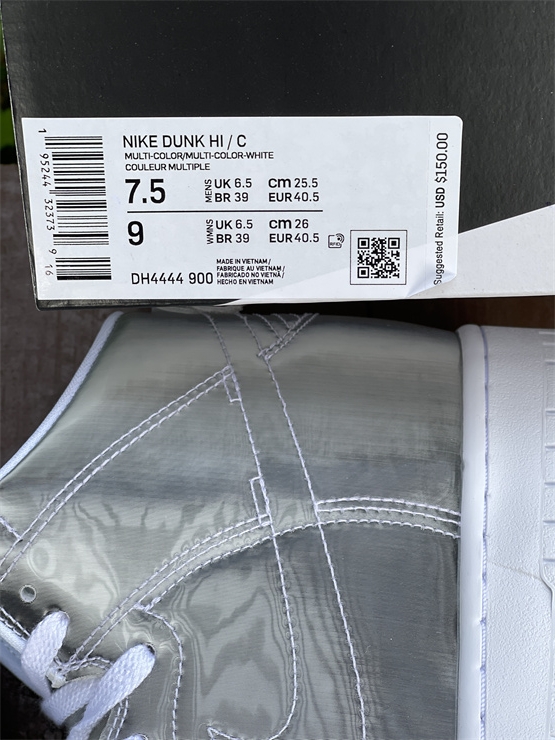 NIKE DUNK HI / C
MULTI-COLOR/MULTI-COLOR-WHITE
COULEUR MULTIPLE
7.5 MENS UK 6.5 cm 25.5
BR 39 EUR 40.5
9 WMNS UK 6.5 cm 26
BR 39 EUR 40.5
RFID
DH4444 900
MADE IN VIETNAM /
FABRIQUE AU VIETNAM /
FABRICADO NO VIETNÃ /
HECHO EN VIETNAM
1 95244 32373 9 16
Suggested Retail: USD $150.00